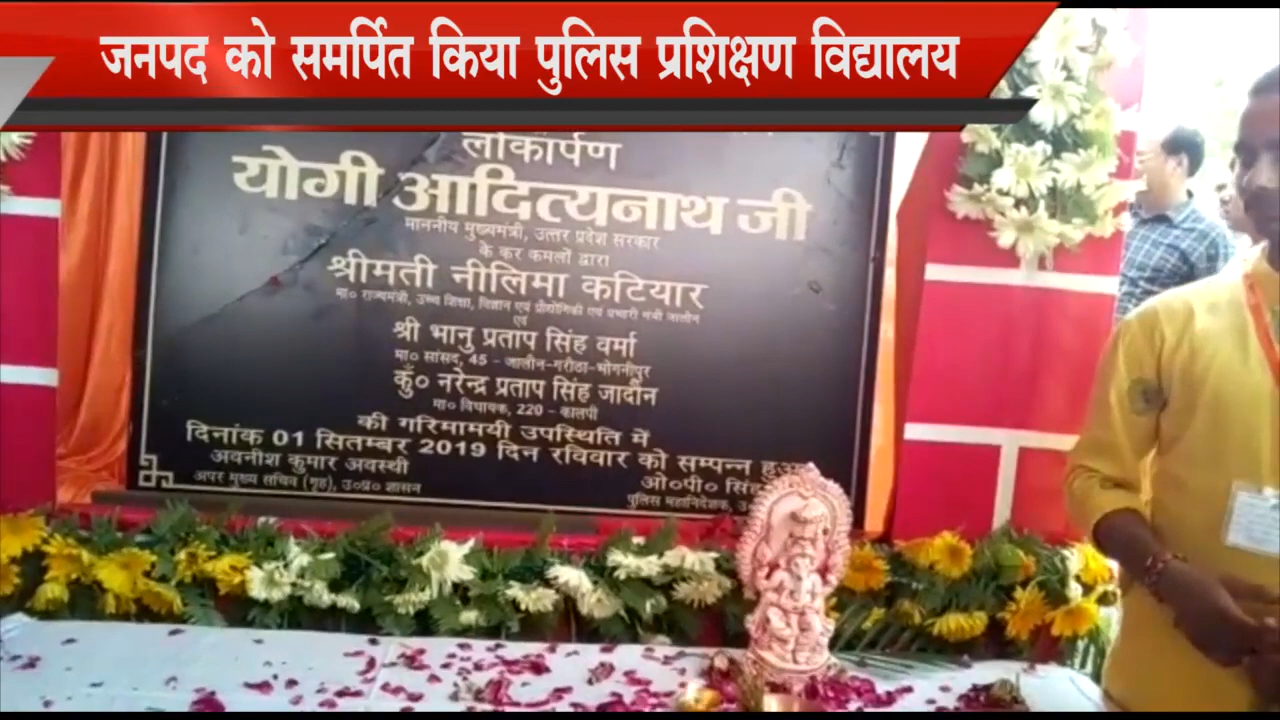 जनपद को समर्पित किया पुलिस प्रशिक्षण विद्यालय
लोकार्पण
योगी आदित्यनाथ जी
माननीय मुख्यमंत्री, उत्तर प्रदेश सरकार
के कर कमलों द्वारा
श्रीमती नीलिमा कटियार
मा० राज्यमंत्री, उच्च शिक्षा, विज्ञान एवं प्रौद्योगिकी एवं प्रभारी मंत्री जालौन
एवं
श्री भानु प्रताप सिंह वर्मा
मा० सांसद, 45 - जालौन-गरौठा-भोगनीपुर
कुँ० नरेन्द्र प्रताप सिंह जादौन
मा० विधायक, 220 - कालपी
की गरिमामयी उपस्थिति में
दिनांक 01 सितम्बर 2019 दिन रविवार को सम्पन्न हुआ
अवनीश कुमार अवस्थी
अपर मुख्य सचिव (गृह), उ०प्र० शासन
ओ०पी० सिंह
पुलिस महानिदेशक,